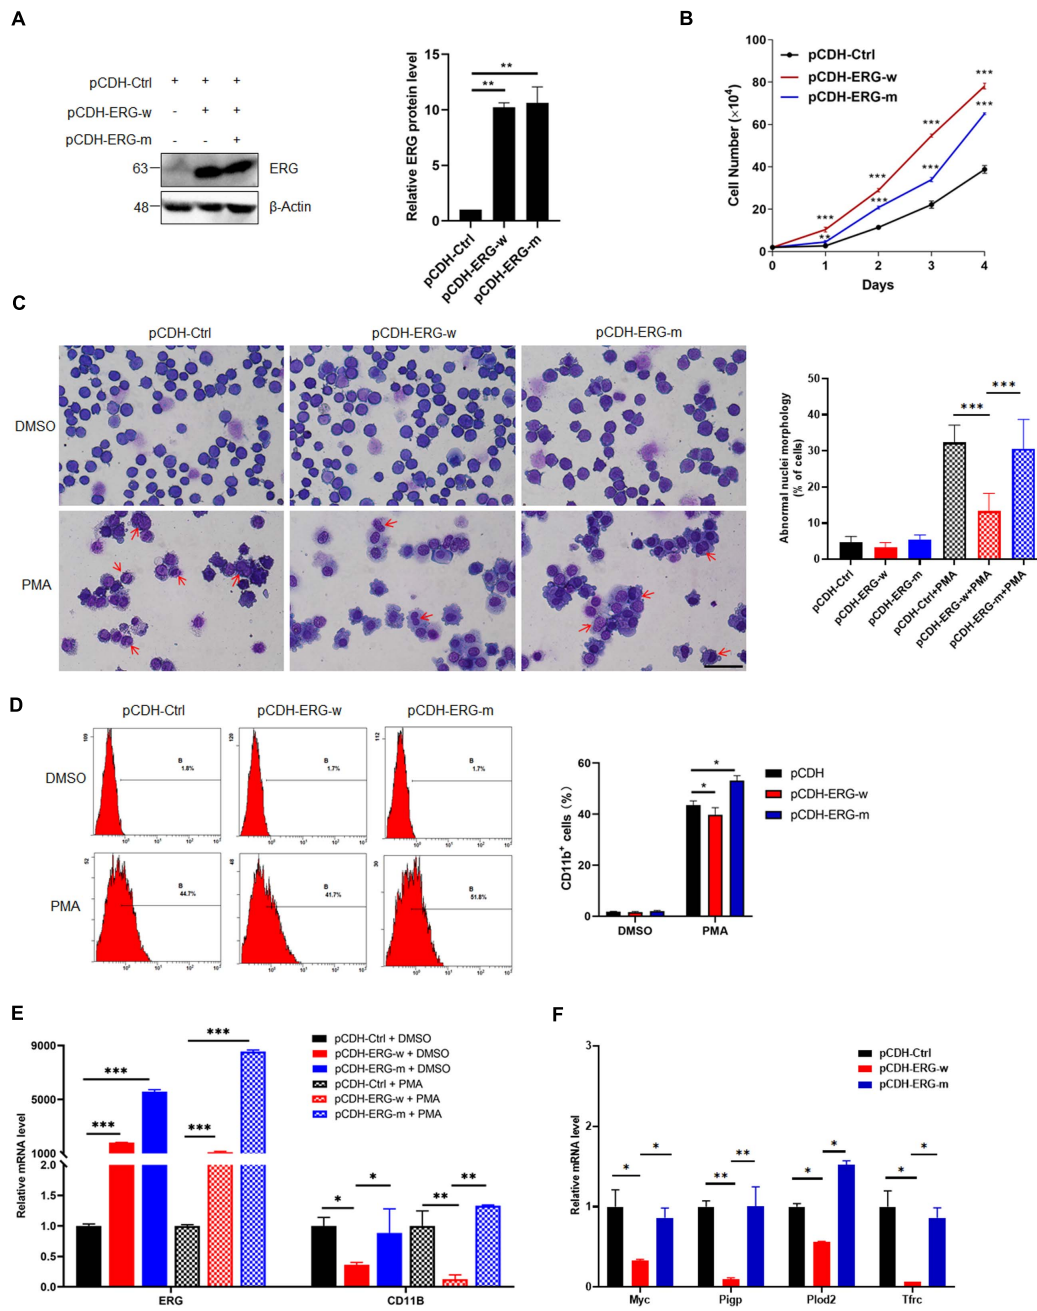 A
pCDH-Ctrl + + +
pCDH-ERG-w - + +
pCDH-ERG-m - - +
63 ERG
48 β-Actin
Relative ERG protein level
15
10
5
0
** **
pCDH-Ctrl
pCDH-ERG-w
pCDH-ERG-m
B
Cell Number (×10⁴)
100
80
60
40
20
0
pCDH-Ctrl
pCDH-ERG-w
pCDH-ERG-m
*** *** *** *** *** *** *** **
0 1 2 3 4
Days
C
pCDH-Ctrl pCDH-ERG-w pCDH-ERG-m
DMSO
PMA
Abnormal nuclei morphology
(% of cells)
50
40
30
20
10
0
*** ***
pCDH-Ctrl
pCDH-ERG-w
pCDH-ERG-m
pCDH-Ctrl+PMA
pCDH-ERG-w+PMA
pCDH-ERG-m+PMA
D
pCDH-Ctrl pCDH-ERG-w pCDH-ERG-m
DMSO
B
1.8%
120
B
1.7%
112
B
1.7%
PMA
52
B
44.7%
48
B
41.7%
30
B
51.8%
CD11b⁺ cells (%)
60
40
20
0
* *
DMSO PMA
pCDH
pCDH-ERG-w
pCDH-ERG-m
E
Relative mRNA level
9000
5000
1000
2.0
1.5
1.0
0.5
0.0
*** *** *** ***
* * ** **
ERG CD11B
pCDH-Ctrl + DMSO
pCDH-ERG-w + DMSO
pCDH-ERG-m + DMSO
pCDH-Ctrl + PMA
pCDH-ERG-w + PMA
pCDH-ERG-m + PMA
F
Relative mRNA level
3
2
1
0
pCDH-Ctrl
pCDH-ERG-w
pCDH-ERG-m
* * ** ** * * * *
Myc Pigp Plod2 Tfrc